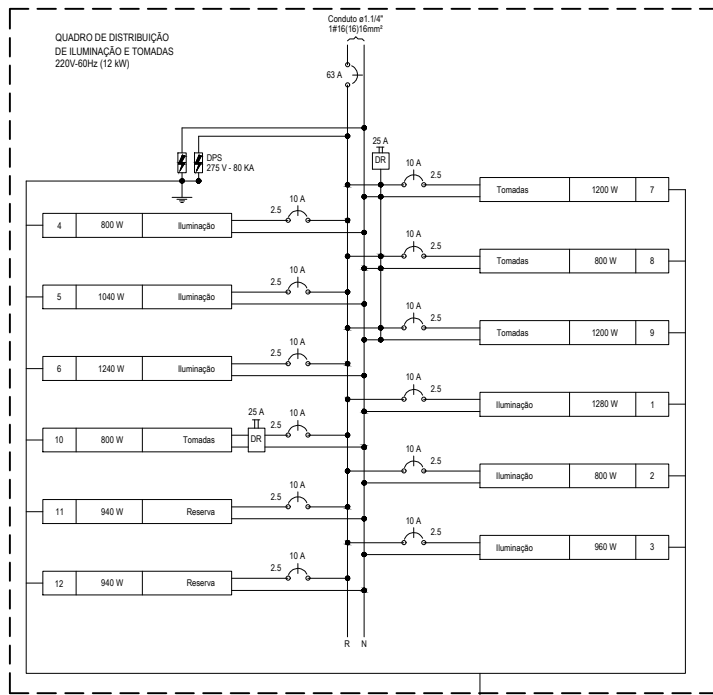 QUADRO DE DISTRIBUIÇÃO
DE ILUMINAÇÃO E TOMADAS
220V-60Hz (12 kW)
Conduto ø1.1/4"
1#16(16)16mm²
63 A
DPS
275 V - 80 KA
25 A
DR
10 A
2.5
Tomadas 1200 W 7
10 A
2.5
4 800 W Iluminação
10 A
2.5
Tomadas 800 W 8
10 A
2.5
5 1040 W Iluminação
10 A
2.5
Tomadas 1200 W 9
10 A
2.5
6 1240 W Iluminação
10 A
2.5
Iluminação 1280 W 1
25 A
DR
10 A
2.5
10 800 W Tomadas
10 A
2.5
Iluminação 800 W 2
10 A
2.5
11 940 W Reserva
10 A
2.5
Iluminação 960 W 3
10 A
2.5
12 940 W Reserva
R N